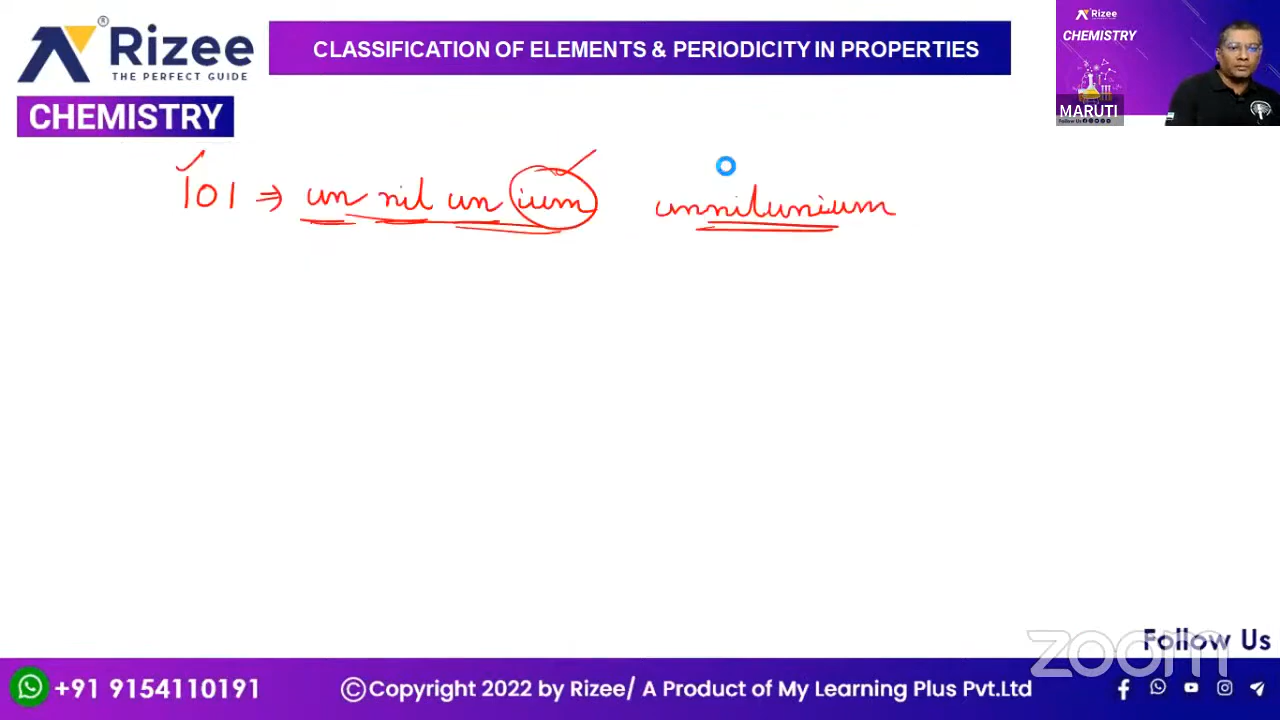 Rizee®
THE PERFECT GUIDE
CLASSIFICATION OF ELEMENTS & PERIODICITY IN PROPERTIES
Rizee
CHEMISTRY
MARUTI
CHEMISTRY
101 ⇒ un nil un ium unnilunium
Follow Us
zoom
+91 9154110191
©Copyright 2022 by Rizee/ A Product of My Learning Plus Pvt.Ltd